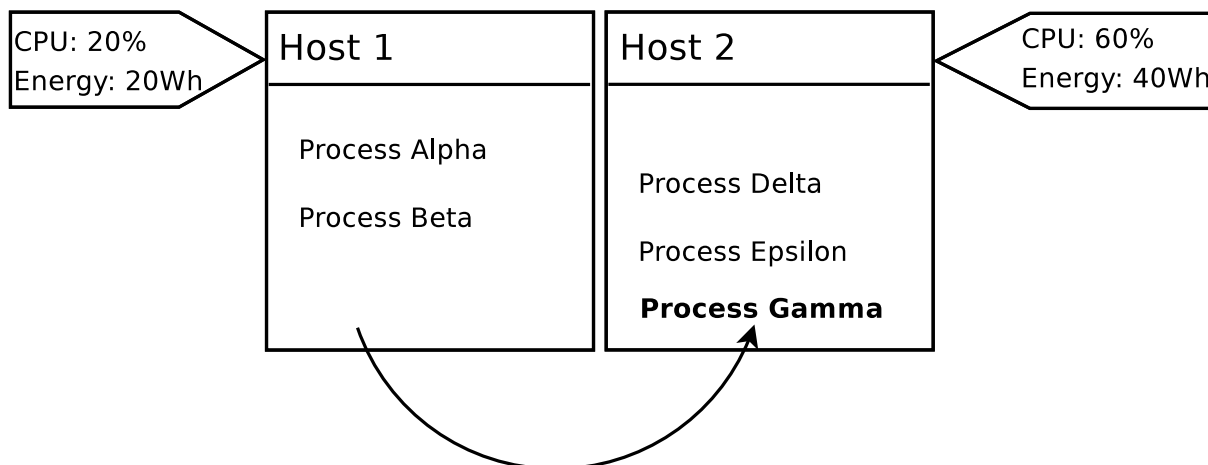 CPU: 20%
Energy: 20Wh
Host 1
Process Alpha
Process Beta
Host 2
Process Delta
Process Epsilon
Process Gamma
CPU: 60%
Energy: 40Wh